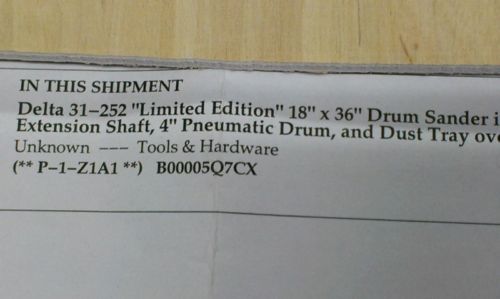 IN THIS SHIPMENT
Delta 31-252 "Limited Edition" 18" x 36" Drum Sander
Extension Shaft, 4" Pneumatic Drum, and Dust Tray
Unknown --- Tools & Hardware
(** P-1-Z1A1 **) B00005Q7CX